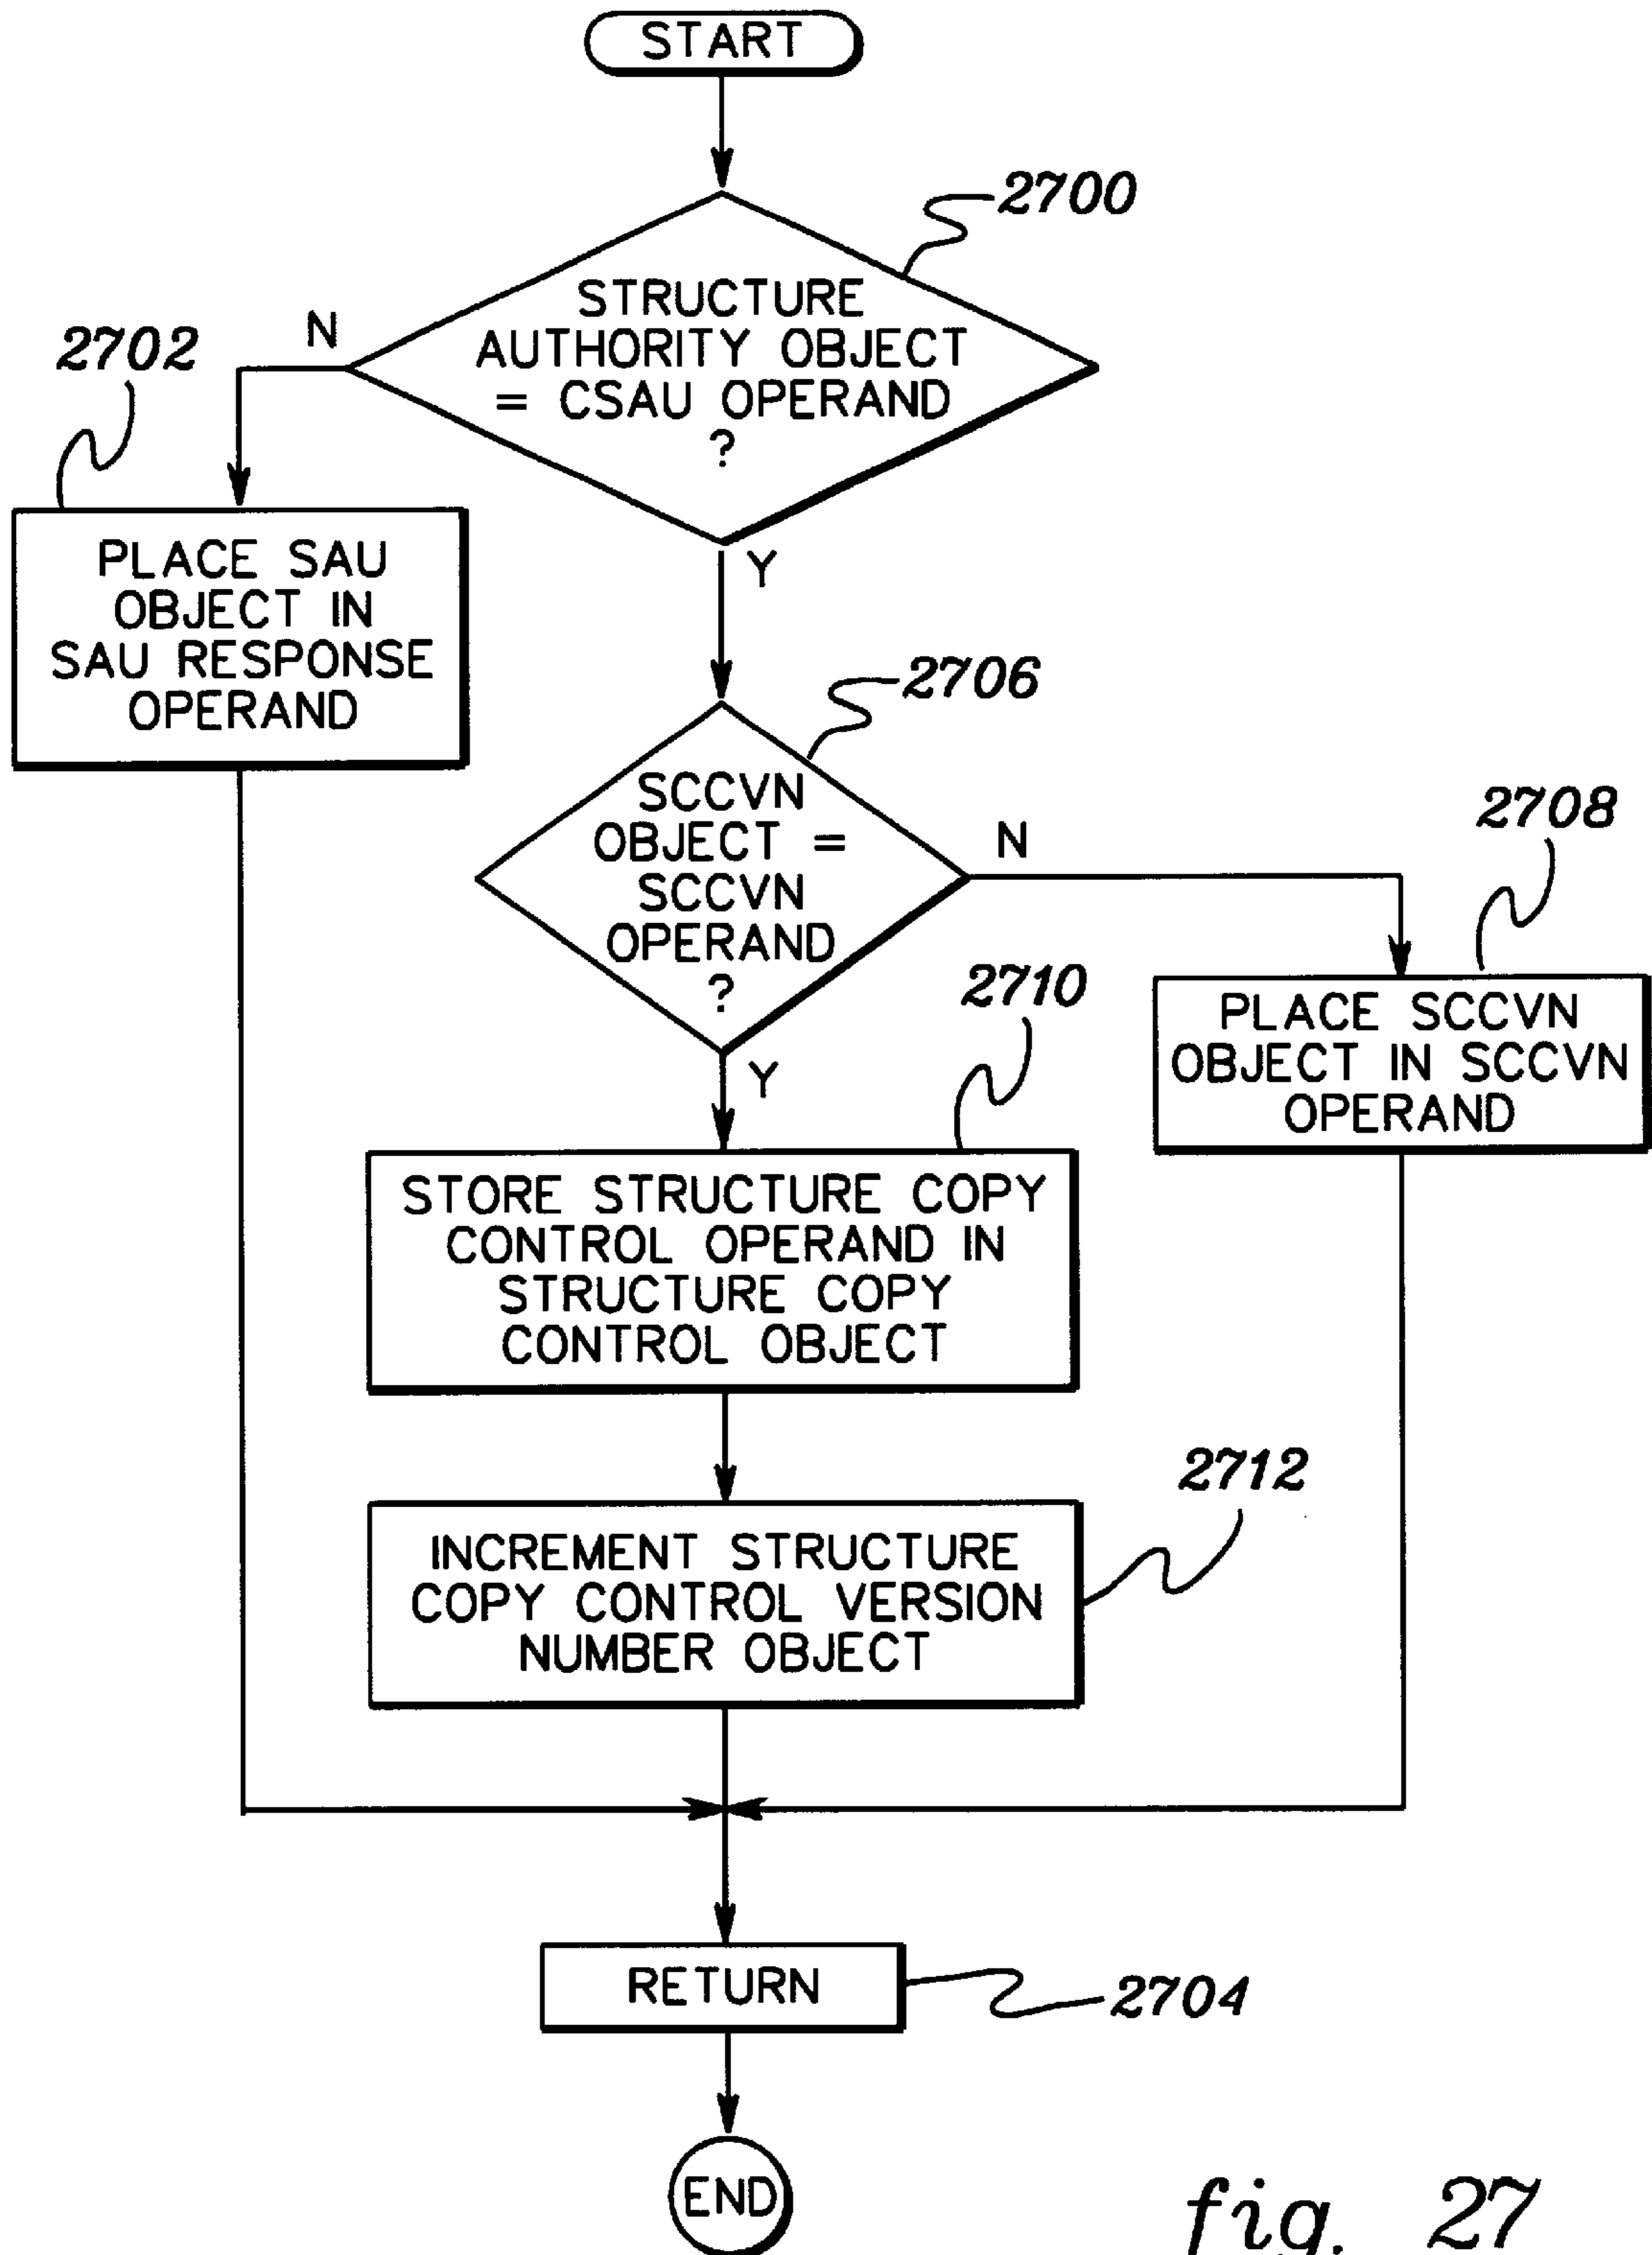 START
2700
STRUCTURE
AUTHORITY OBJECT
= CSAU OPERAND
?
N
2702
PLACE SAU
OBJECT IN
SAU RESPONSE
OPERAND
Y
2706
SCCVN
OBJECT =
SCCVN
OPERAND
?
N
2708
PLACE SCCVN
OBJECT IN SCCVN
OPERAND
Y
2710
STORE STRUCTURE COPY
CONTROL OPERAND IN
STRUCTURE COPY
CONTROL OBJECT
2712
INCREMENT STRUCTURE
COPY CONTROL VERSION
NUMBER OBJECT
RETURN
2704
END
fig. 27